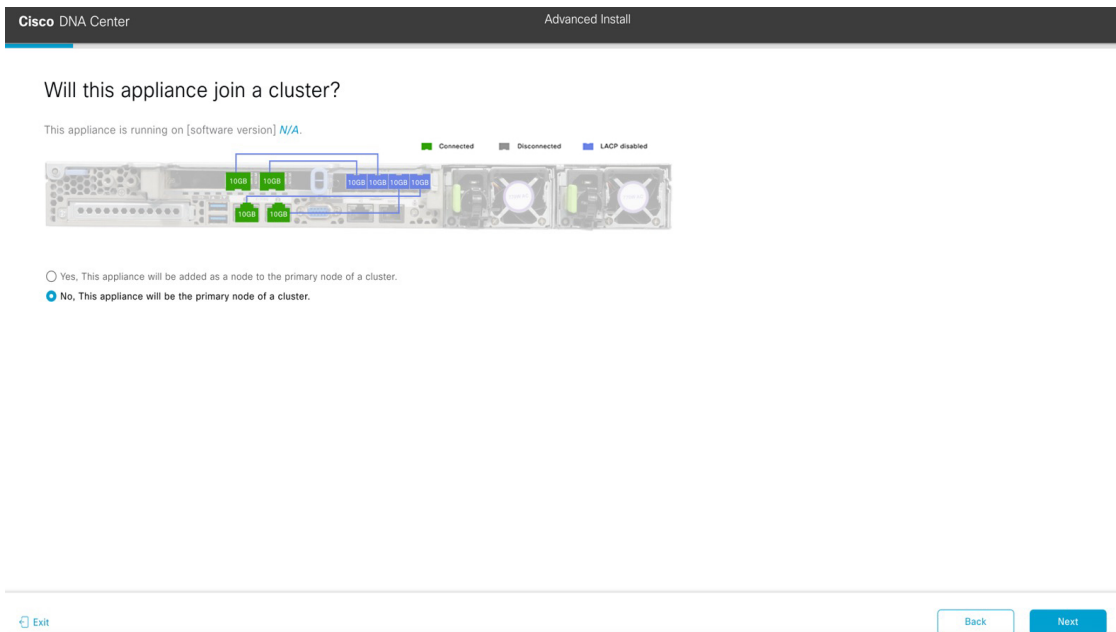 Cisco DNA Center
Advanced Install
Will this appliance join a cluster?
This appliance is running on [software version] N/A.
Connected Disconnected LACP disabled
10GB 10GB 10GB 10GB 10GB 10GB
10GB 10GB
Yes, This appliance will be added as a node to the primary node of a cluster.
No, This appliance will be the primary node of a cluster.
Exit
Back
Next